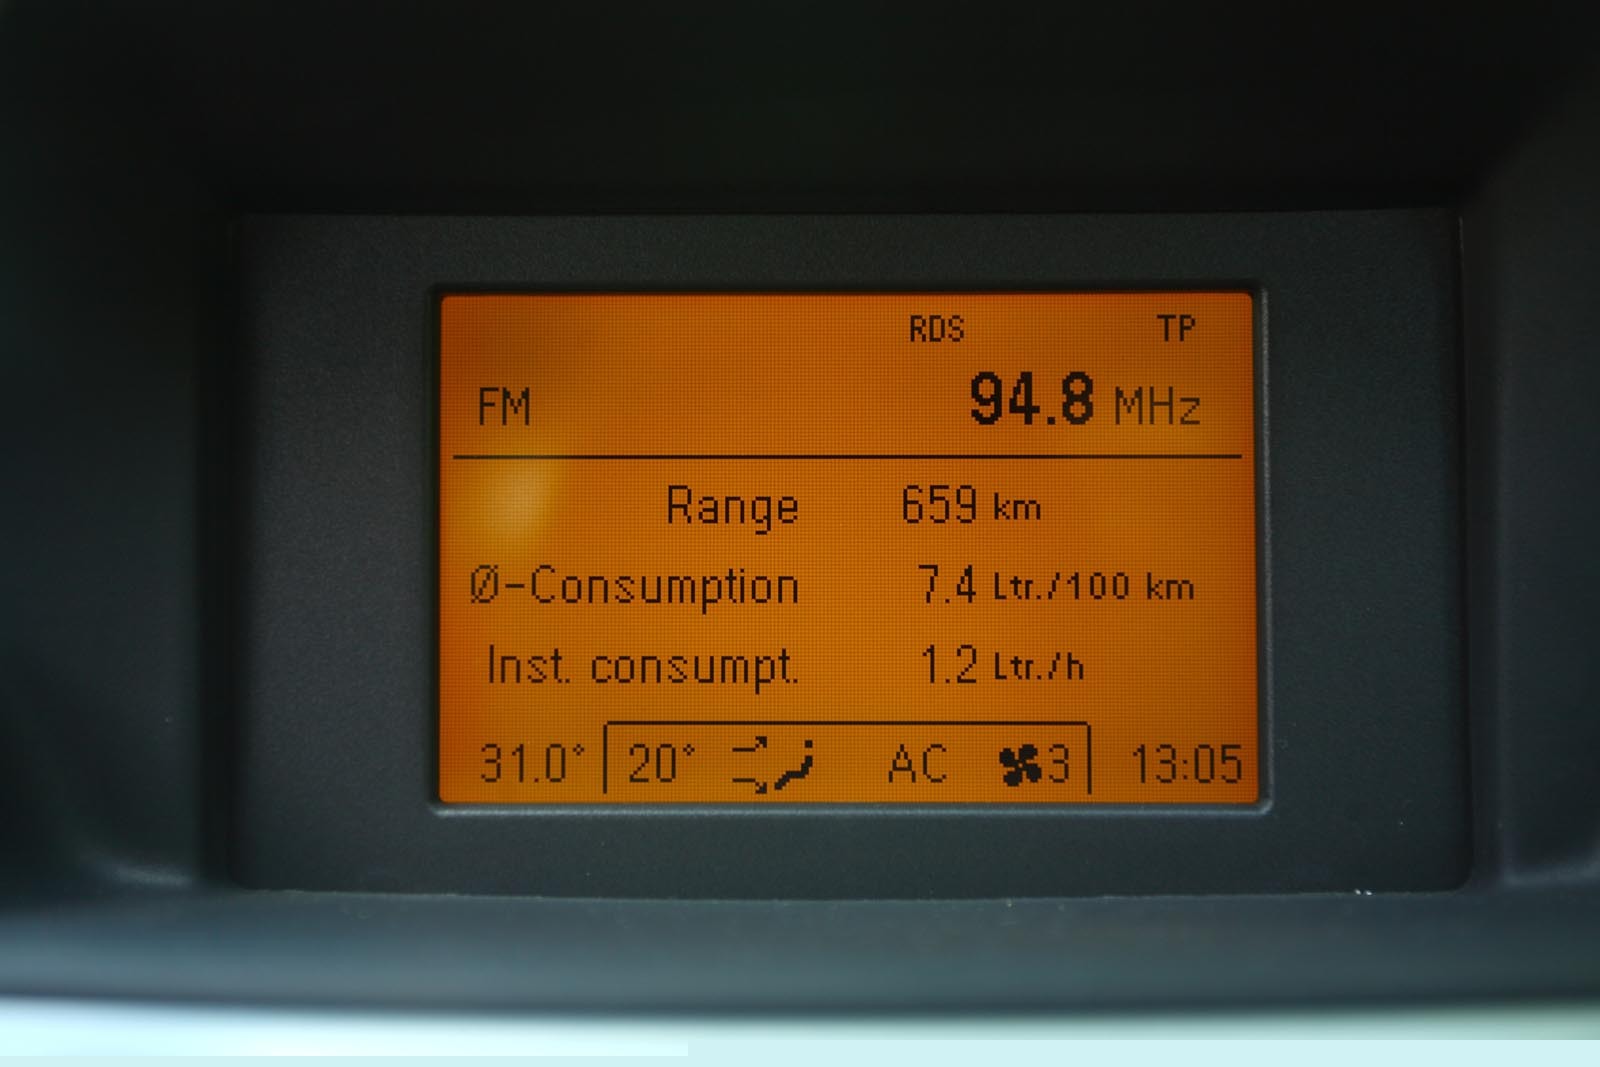 RDS TP
FM 94.8 MHz
Range 659 km
Ø-Consumption 7.4 Ltr./100 km
Inst. consumpt. 1.2 Ltr./h
31.0° 20° AC 3 13:05